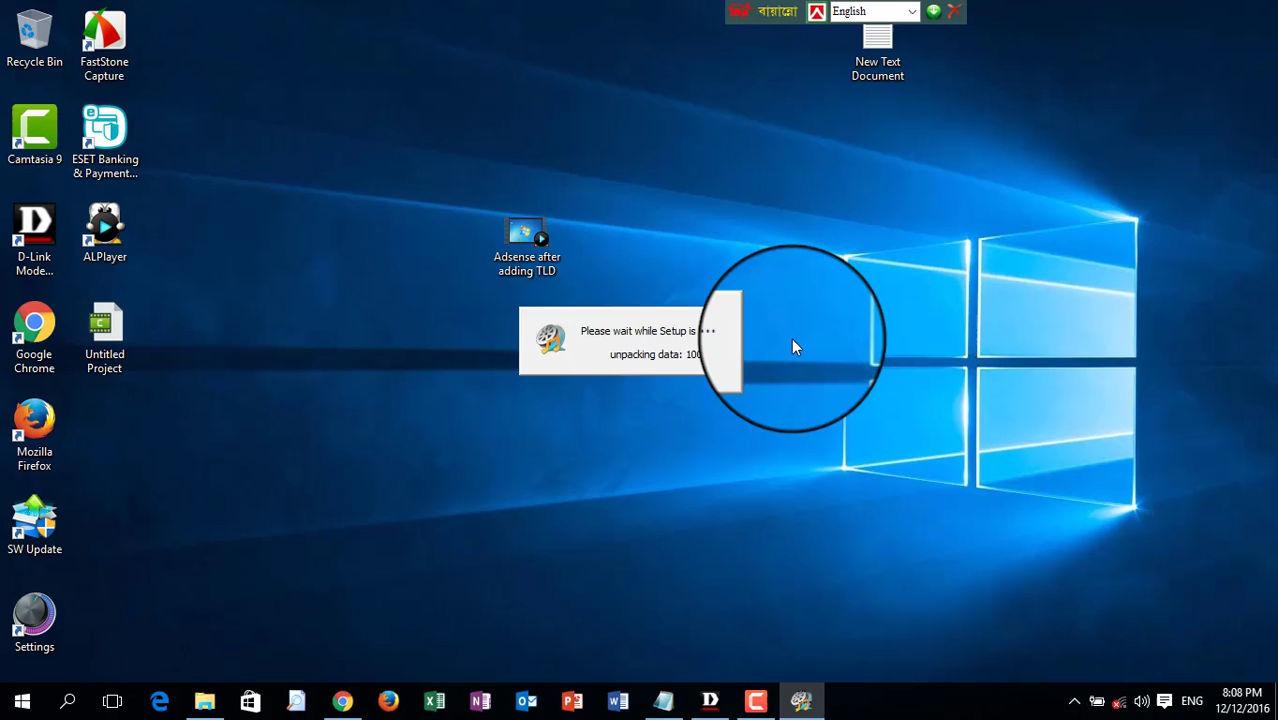 বায়ান্নো
English
Recycle Bin
FastStone
Capture
New Text
Document
Camtasia 9
ESET Banking
& Payment...
D-Link
Mode...
ALPlayer
Adsense after
adding TLD
Please wait while Setup is ...
unpacking data: 100
Google
Chrome
Untitled
Project
Mozilla
Firefox
SW Update
Settings
ENG
8:08 PM
12/12/2016